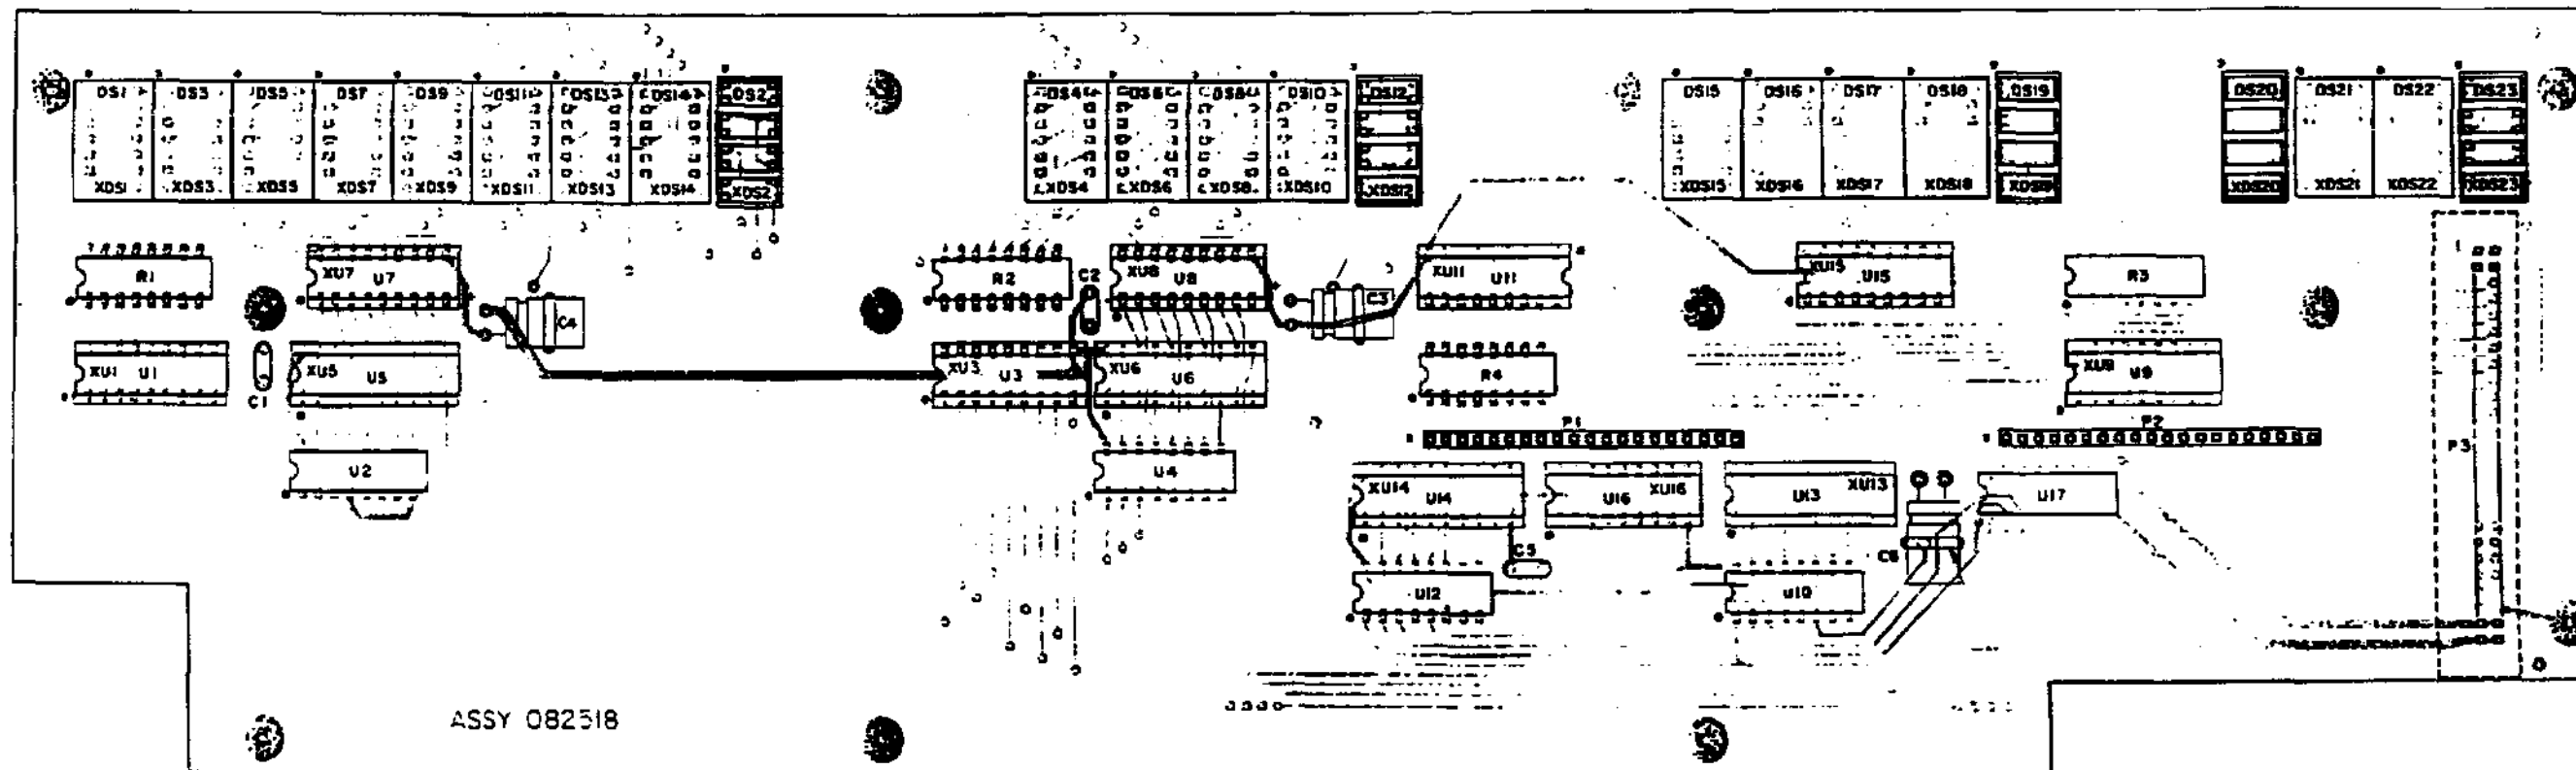 DS1 DS3 DS5 DS7 DS9 DS11 DS13 DS14 DS2 DS4 DS6 DS8 DS10 DS12 DS15 DS16 DS17 DS18 DS19 DS20 DS21 DS22 DS23
XDS1 XDS3 XDS5 XDS7 XDS9 XDS11 XDS13 XDS14 XDS2 XDS4 XDS6 XDS8 XDS10 XDS12 XDS15 XDS16 XDS17 XDS18 XDS19 XDS20 XDS21 XDS22 XDS23
R1 XU7 U7 R2 C2 XU8 U8 XU11 U11 XU15 U15 R3
C4 C3
XU1 U1 C1 XU5 U5 XU3 U3 XU6 U6 R4 XU9 U9
P1 P2 P3
U2 U4 XU14 U14 U16 XU16 U13 XU13 U17
C5 C6
U12 U10
ASSY 082518